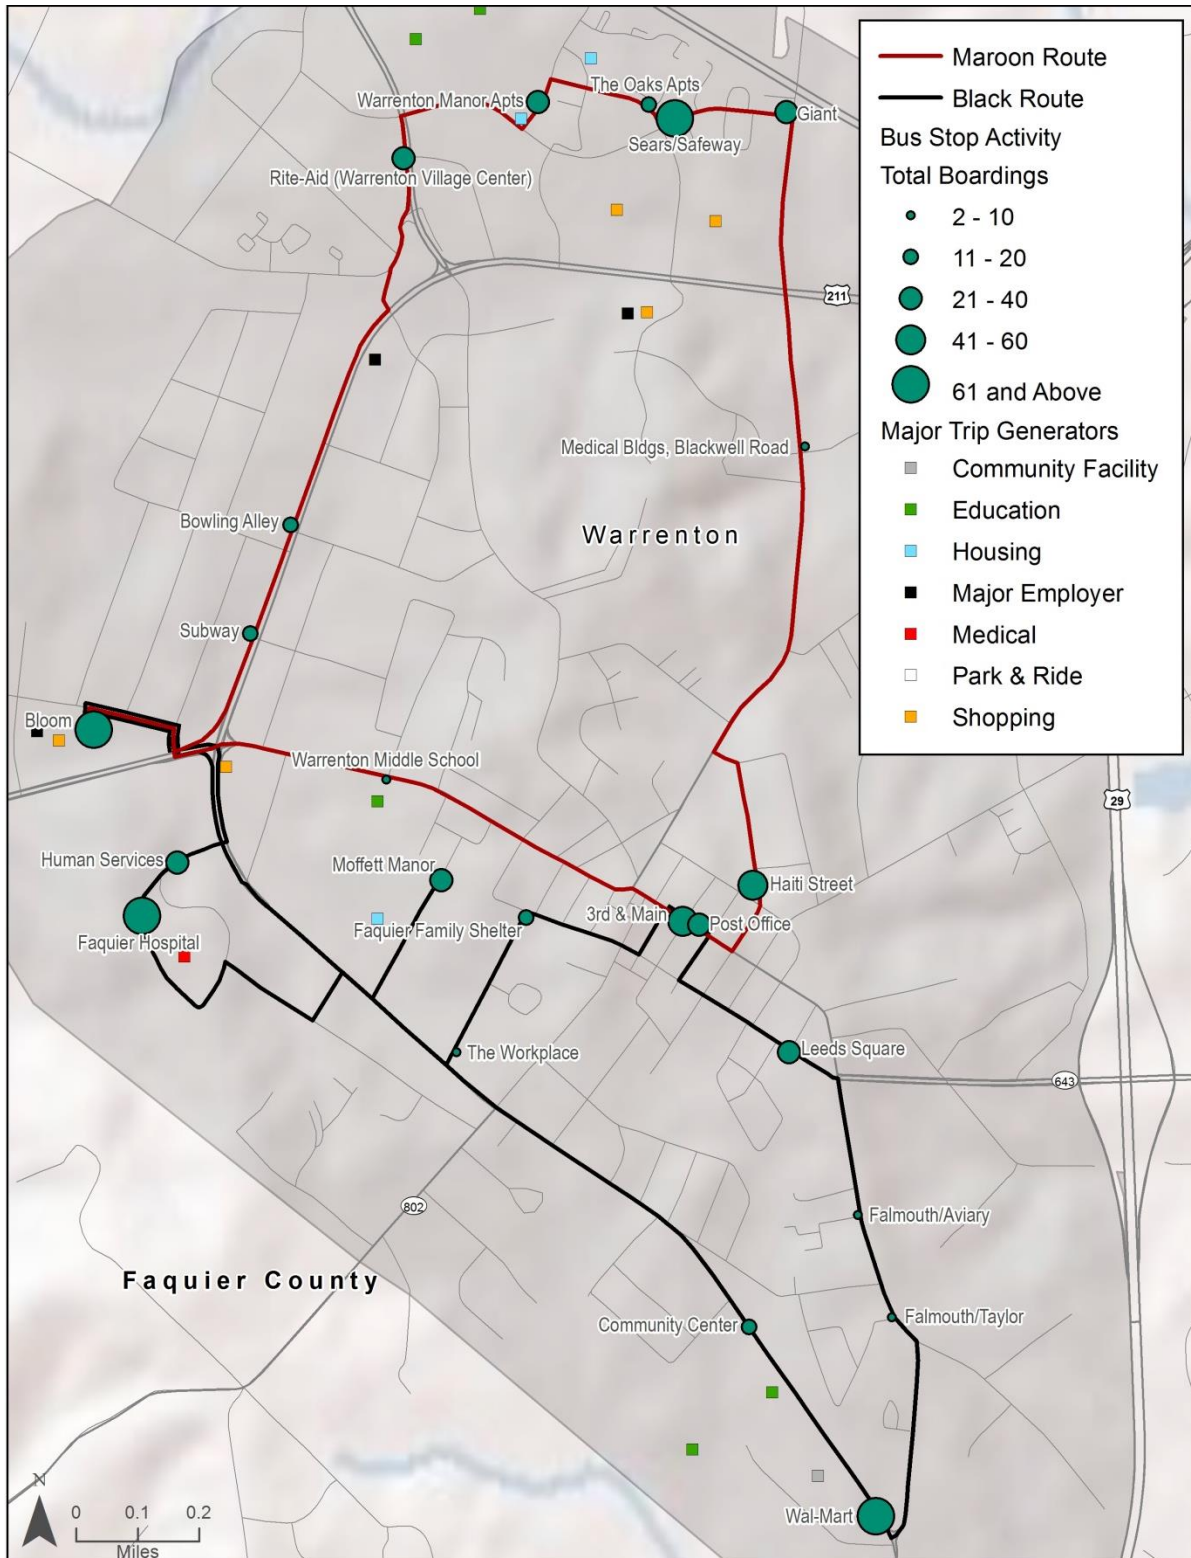 Maroon Route
Black Route
Bus Stop Activity
Total Boardings
2 - 10
11 - 20
21 - 40
41 - 60
61 and Above
Major Trip Generators
Community Facility
Education
Housing
Major Employer
Medical
Park & Ride
Shopping
The Oaks Apts
Warrenton Manor Apts
Giant
Sears/Safeway
Rite-Aid (Warrenton Village Center)
211
Medical Bldgs, Blackwell Road
Bowling Alley
Warrenton
Subway
Bloom
Warrenton Middle School
29
Human Services
Moffett Manor
Haiti Street
3rd & Main
Post Office
Faquier Family Shelter
Faquier Hospital
The Workplace
Leeds Square
643
802
Falmouth/Aviary
Faquier County
Falmouth/Taylor
Community Center
Wal-Mart
N
0 0.1 0.2
Miles